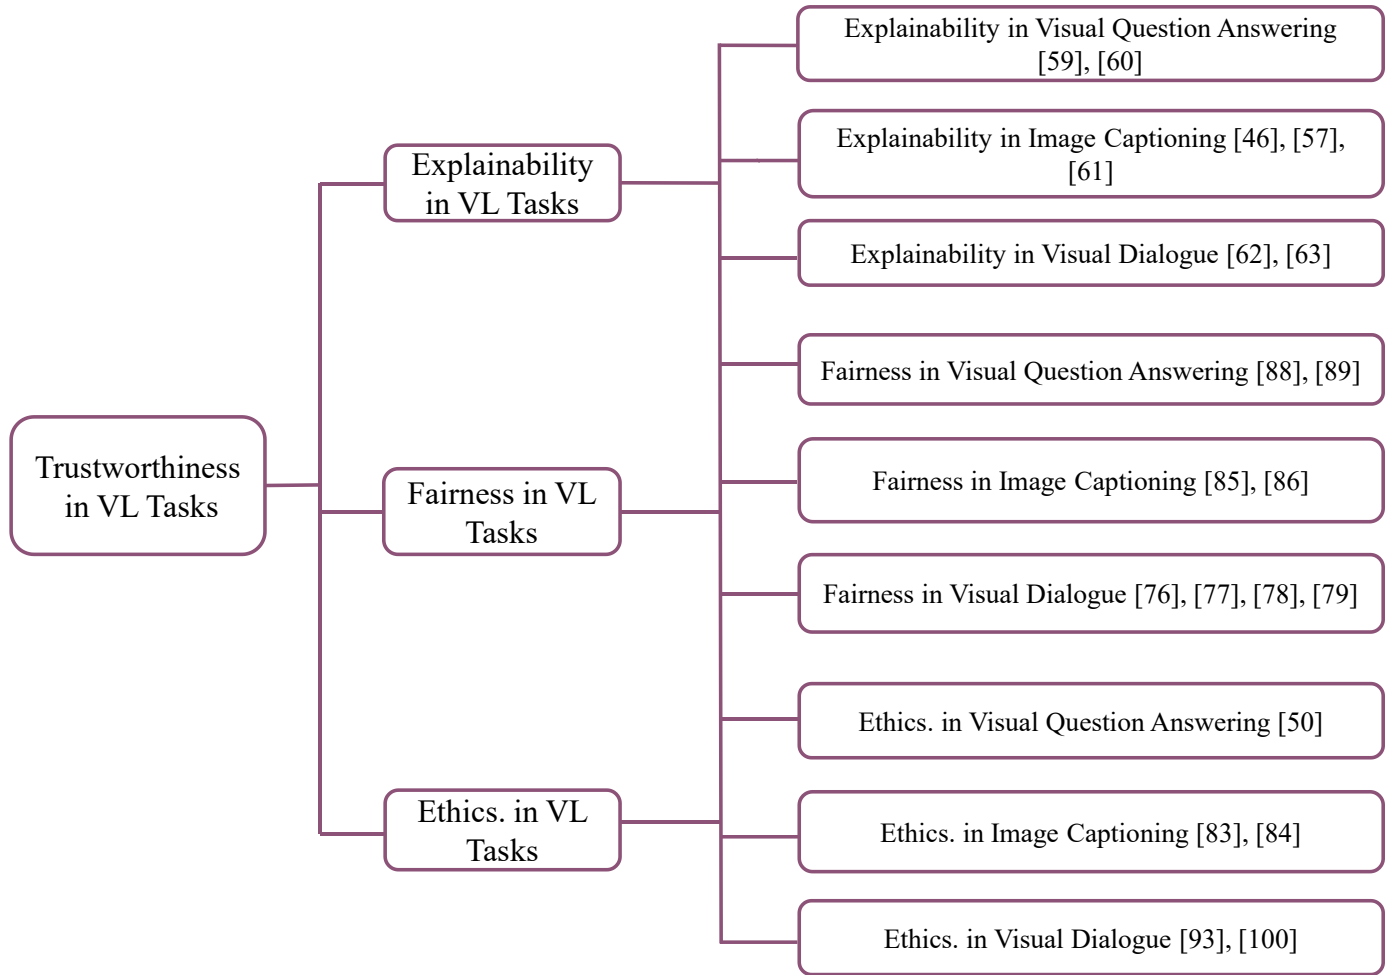 Trustworthiness
in VL Tasks
Explainability
in VL Tasks
Fairness in VL
Tasks
Ethics. in VL
Tasks
Explainability in Visual Question Answering
[59], [60]
Explainability in Image Captioning [46], [57],
[61]
Explainability in Visual Dialogue [62], [63]
Fairness in Visual Question Answering [88], [89]
Fairness in Image Captioning [85], [86]
Fairness in Visual Dialogue [76], [77], [78], [79]
Ethics. in Visual Question Answering [50]
Ethics. in Image Captioning [83], [84]
Ethics. in Visual Dialogue [93], [100]